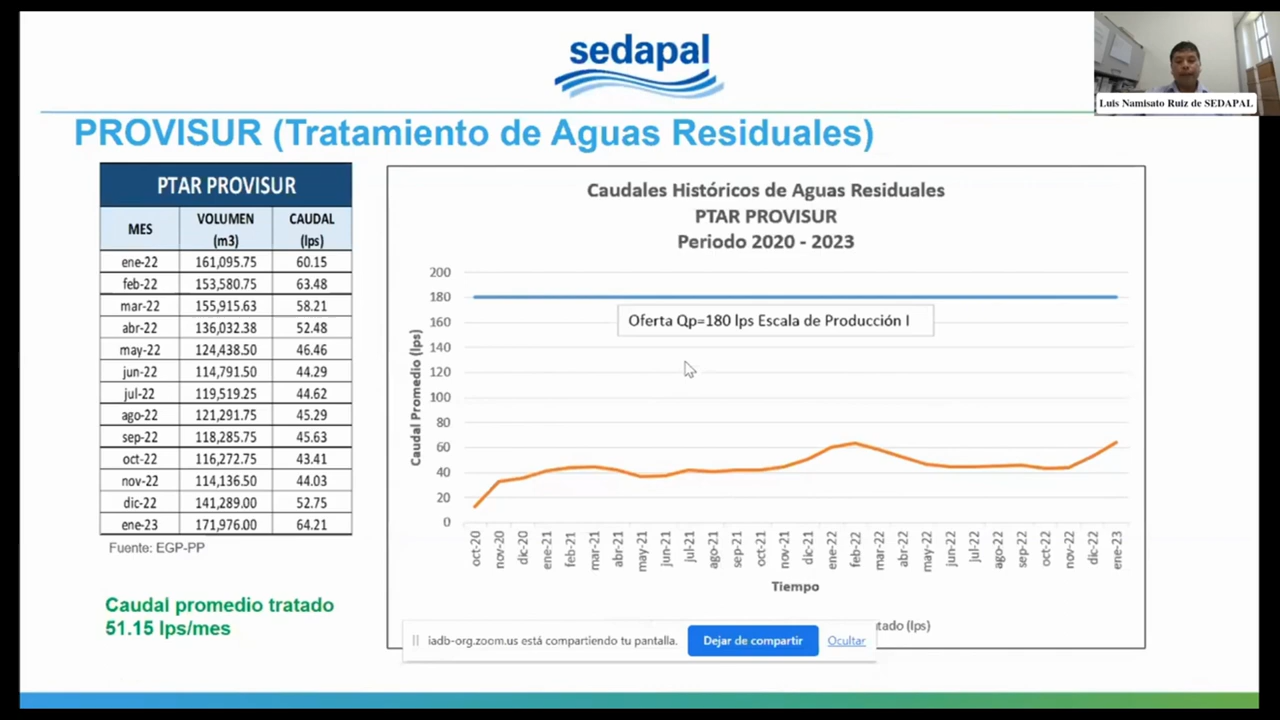 sedapal
Luis Namisato Ruiz de SEDAPAL
PROVISUR (Tratamiento de Aguas Residuales)
PTAR PROVISUR
MES VOLUMEN (m3) CAUDAL (lps)
ene-22 161,095.75 60.15
feb-22 153,580.75 63.48
mar-22 155,915.63 58.21
abr-22 136,032.38 52.48
may-22 124,438.50 46.46
jun-22 114,791.50 44.29
jul-22 119,519.25 44.62
ago-22 121,291.75 45.29
sep-22 118,285.75 45.63
oct-22 116,272.75 43.41
nov-22 114,136.50 44.03
dic-22 141,289.00 52.75
ene-23 171,976.00 64.21
Fuente: EGP-PP
Caudal promedio tratado
51.15 lps/mes
Caudales Históricos de Aguas Residuales
PTAR PROVISUR
Periodo 2020 - 2023
Caudal Promedio (lps)
200
180
160
140
120
100
80
60
40
20
0
Oferta Qp=180 lps Escala de Producción I
oct-20 nov-20 dic-20 ene-21 feb-21 mar-21 abr-21 may-21 jun-21 jul-21 ago-21 sep-21 oct-21 nov-21 dic-21 ene-22 feb-22 mar-22 abr-22 may-22 jun-22 jul-22 ago-22 sep-22 oct-22 nov-22 dic-22 ene-23
Tiempo
(lps)
iadb-org.zoom.us está compartiendo tu pantalla. Dejar de compartir Ocultar